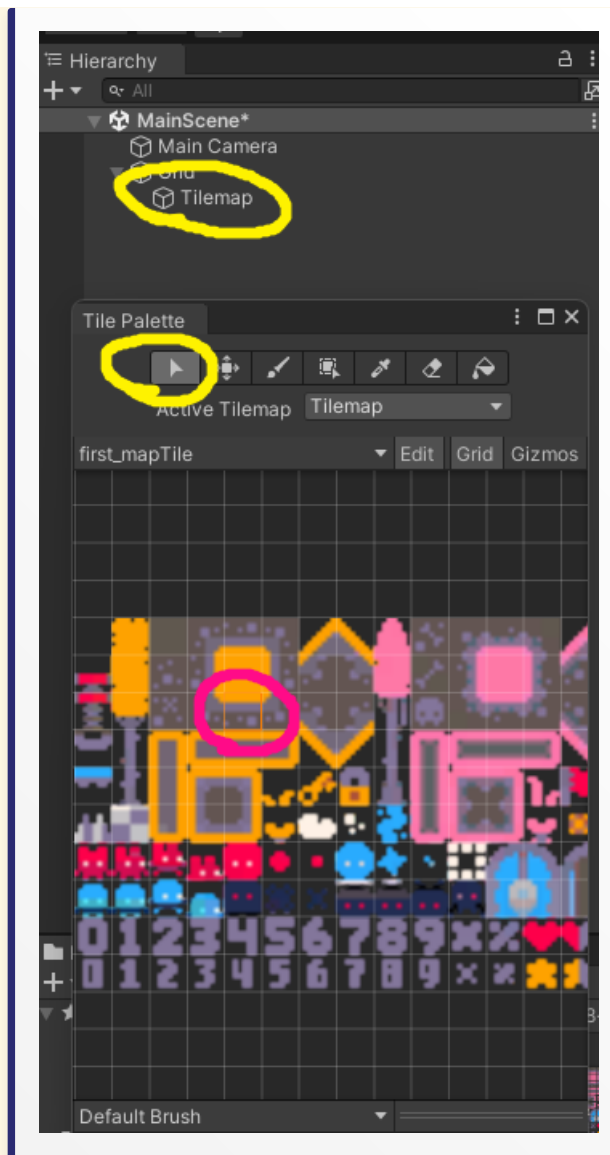 Hierarchy
All
MainScene*
Main Camera
Grid
Tilemap
Tile Palette
Active Tilemap Tilemap
first_mapTile Edit Grid Gizmos
0 1 2 3 4 5 6 7 8 9
0 1 2 3 4 5 6 7 8 9
Default Brush